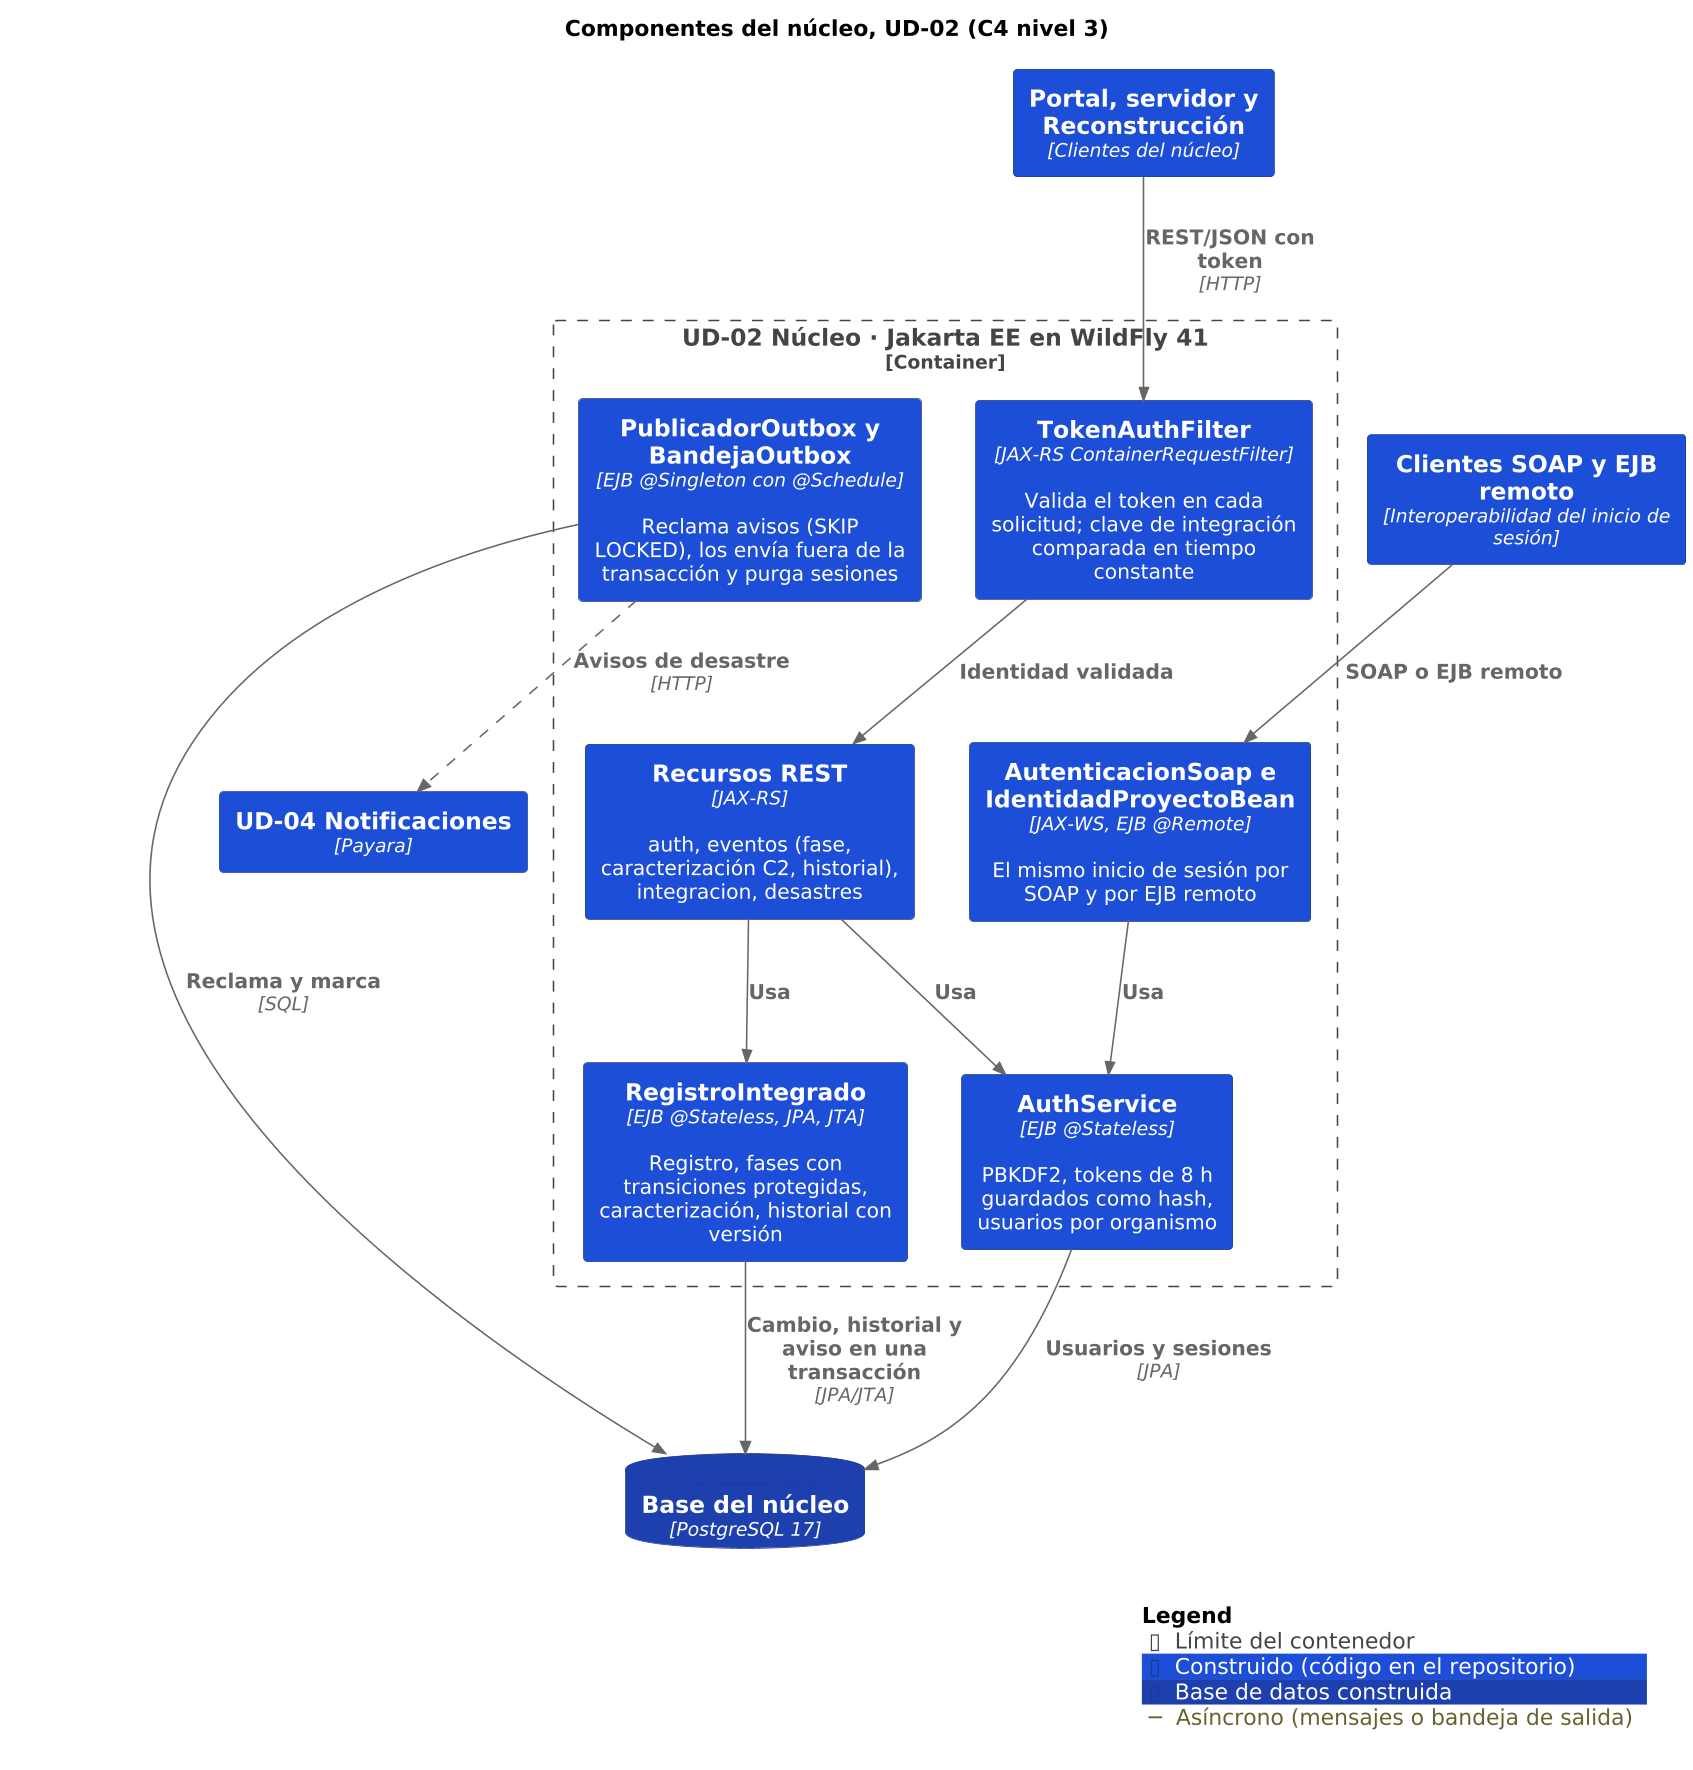 Componentes del núcleo, UD-02 (C4 nivel 3)
Portal, servidor y
Reconstrucción
[Clientes del núcleo]
REST/JSON con
token
[HTTP]
UD-02 Núcleo · Jakarta EE en WildFly 41
[Container]
PublicadorOutbox y
BandejaOutbox
[EJB @Singleton con @Schedule]
Reclama avisos (SKIP
LOCKED), los envía fuera de la
transacción y purga sesiones
TokenAuthFilter
[JAX-RS ContainerRequestFilter]
Valida el token en cada
solicitud; clave de integración
comparada en tiempo
constante
Clientes SOAP y EJB
remoto
[Interoperabilidad del inicio de
sesión]
Avisos de desastre
[HTTP]
Identidad validada
SOAP o EJB remoto
UD-04 Notificaciones
[Payara]
Recursos REST
[JAX-RS]
auth, eventos (fase,
caracterización C2, historial),
integracion, desastres
AutenticacionSoap e
IdentidadProyectoBean
[JAX-WS, EJB @Remote]
El mismo inicio de sesión por
SOAP y por EJB remoto
Reclama y marca
[SQL]
Usa
Usa
Usa
RegistroIntegrado
[EJB @Stateless, JPA, JTA]
Registro, fases con
transiciones protegidas,
caracterización, historial con
versión
AuthService
[EJB @Stateless]
PBKDF2, tokens de 8 h
guardados como hash,
usuarios por organismo
Cambio, historial y
aviso en una
transacción
[JPA/JTA]
Usuarios y sesiones
[JPA]
Base del núcleo
[PostgreSQL 17]
Legend
Límite del contenedor
Construido (código en el repositorio)
Base de datos construida
Asíncrono (mensajes o bandeja de salida)